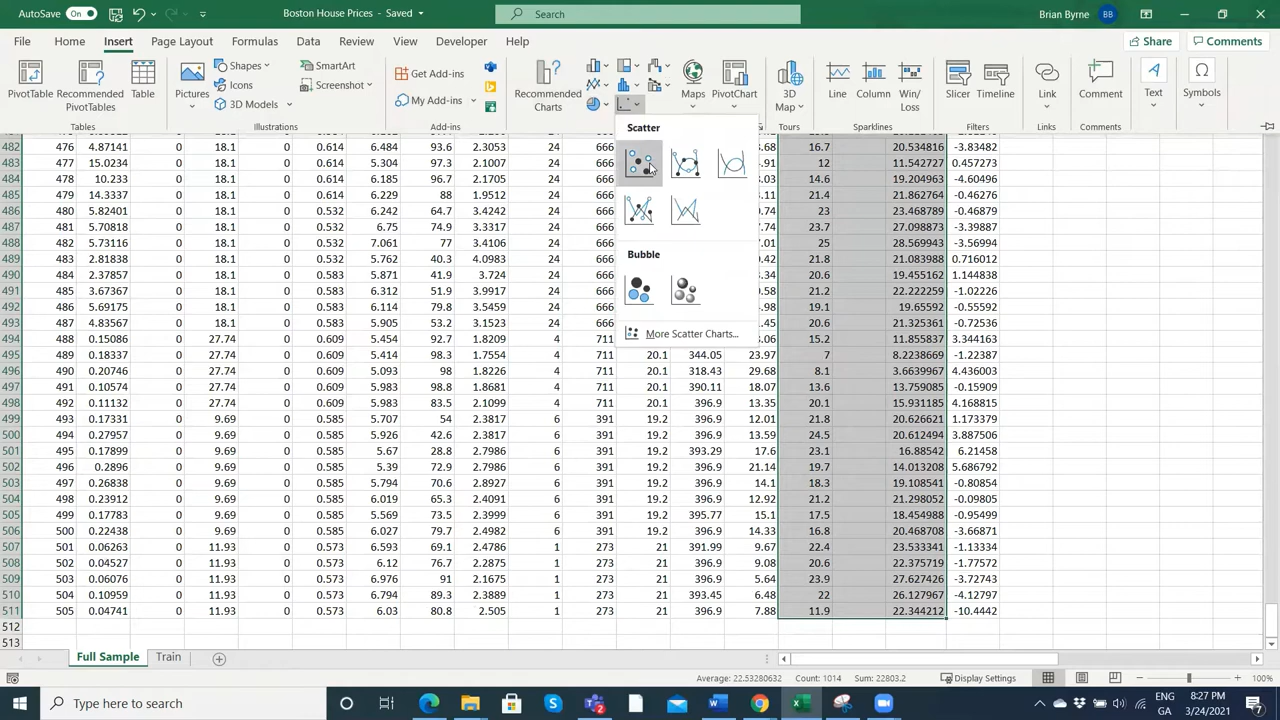 AutoSave On Boston House Prices - Saved Search Brian Byrne BB
File Home Insert Page Layout Formulas Data Review View Developer Help Share Comments
PivotTable Recommended PivotTables Table Pictures Shapes Icons 3D Models SmartArt Screenshot Get Add-ins My Add-ins Recommended Charts Maps PivotChart 3D Map Line Column Win/Loss Slicer Timeline Link Comment Text Symbols
Tables Illustrations Add-ins Tours Sparklines Filters Links Comments
Scatter
Bubble
More Scatter Charts...
482 476 4.87141 0 18.1 0 0.614 6.484 93.6 2.3053 24 666 16.7 20.534816 -3.83482
483 477 15.0234 0 18.1 0 0.614 5.304 97.3 2.1007 24 666 12 11.542727 0.457273
484 478 10.233 0 18.1 0 0.614 6.185 96.7 2.1705 24 666 14.6 19.204963 -4.60496
485 479 14.3337 0 18.1 0 0.614 6.229 88 1.9512 24 666 21.4 21.862764 -0.46276
486 480 5.82401 0 18.1 0 0.532 6.242 64.7 3.4242 24 666 23 23.468789 -0.46879
487 481 5.70818 0 18.1 0 0.532 6.75 74.9 3.3317 24 666 23.7 27.098873 -3.39887
488 482 5.73116 0 18.1 0 0.532 7.061 77 3.4106 24 666 25 28.569943 -3.56994
489 483 2.81838 0 18.1 0 0.532 5.762 40.3 4.0983 24 666 21.8 21.083988 0.716012
490 484 2.37857 0 18.1 0 0.583 5.871 41.9 3.724 24 666 20.6 19.455162 1.144838
491 485 3.67367 0 18.1 0 0.583 6.312 51.9 3.9917 24 666 21.2 22.222259 -1.02226
492 486 5.69175 0 18.1 0 0.583 6.114 79.8 3.5459 24 666 19.1 19.65592 -0.55592
493 487 4.83567 0 18.1 0 0.583 5.905 53.2 3.1523 24 666 20.6 21.325361 -0.72536
494 488 0.15086 0 27.74 0 0.609 5.454 92.7 1.8209 4 711 15.2 11.855837 3.344163
495 489 0.18337 0 27.74 0 0.609 5.414 98.3 1.7554 4 711 20.1 344.05 23.97 7 8.2238669 -1.22387
496 490 0.20746 0 27.74 0 0.609 5.093 98 1.8226 4 711 20.1 318.43 29.68 8.1 3.6639967 4.436003
497 491 0.10574 0 27.74 0 0.609 5.983 98.8 1.8681 4 711 20.1 390.11 18.07 13.6 13.759085 -0.15909
498 492 0.11132 0 27.74 0 0.609 5.983 83.5 2.1099 4 711 20.1 396.9 13.35 20.1 15.931185 4.168815
499 493 0.17331 0 9.69 0 0.585 5.707 54 2.3817 6 391 19.2 396.9 12.01 21.8 20.626621 1.173379
500 494 0.27957 0 9.69 0 0.585 5.926 42.6 2.3817 6 391 19.2 396.9 13.59 24.5 20.612494 3.887506
501 495 0.17899 0 9.69 0 0.585 5.67 28.8 2.7986 6 391 19.2 393.29 17.6 23.1 16.88542 6.21458
502 496 0.2896 0 9.69 0 0.585 5.39 72.9 2.7986 6 391 19.2 396.9 21.14 19.7 14.013208 5.686792
503 497 0.26838 0 9.69 0 0.585 5.794 70.6 2.8927 6 391 19.2 396.9 14.1 18.3 19.108541 -0.80854
504 498 0.23912 0 9.69 0 0.585 6.019 65.3 2.4091 6 391 19.2 396.9 12.92 21.2 21.298052 -0.09805
505 499 0.17783 0 9.69 0 0.585 5.569 73.5 2.3999 6 391 19.2 395.77 15.1 17.5 18.454988 -0.95499
506 500 0.22438 0 9.69 0 0.585 6.027 79.7 2.4982 6 391 19.2 396.9 14.33 16.8 20.468708 -3.66871
507 501 0.06263 0 11.93 0 0.573 6.593 69.1 2.4786 1 273 21 391.99 9.67 22.4 23.533341 -1.13334
508 502 0.04527 0 11.93 0 0.573 6.12 76.7 2.2875 1 273 21 396.9 9.08 20.6 22.375719 -1.77572
509 503 0.06076 0 11.93 0 0.573 6.976 91 2.1675 1 273 21 396.9 5.64 23.9 27.627426 -3.72743
510 504 0.10959 0 11.93 0 0.573 6.794 89.3 2.3889 1 273 21 393.45 6.48 22 26.127967 -4.12797
511 505 0.04741 0 11.93 0 0.573 6.03 80.8 2.505 1 273 21 396.9 7.88 11.9 22.344212 -10.4442
512
513
Full Sample Train
Average: 22.53280632 Count: 1014 Sum: 22803.2 Display Settings 100%
Type here to search ENG GA 8:27 PM 3/24/2021